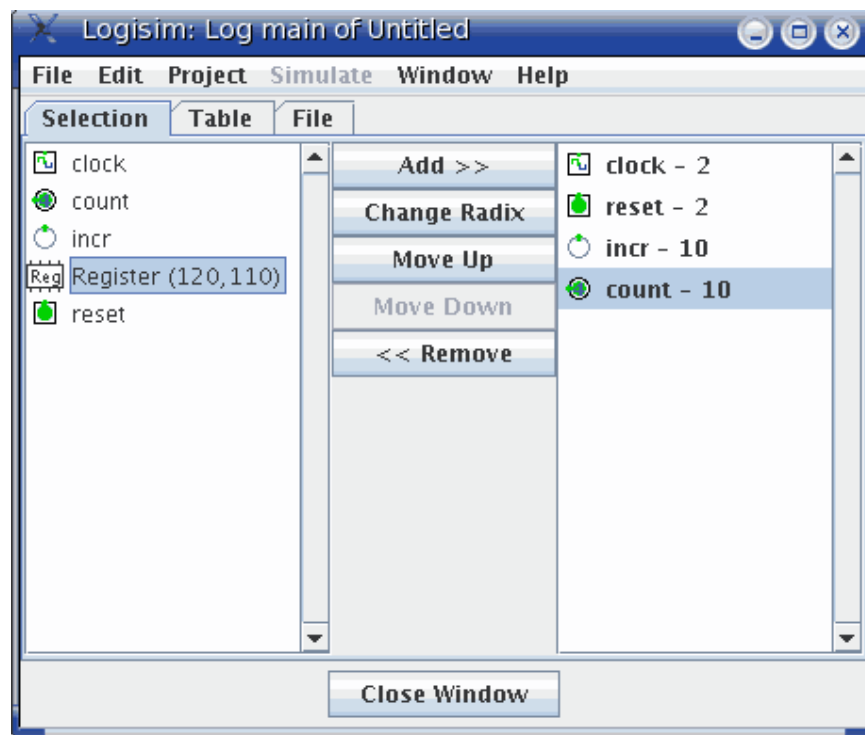 Logisim: Log main of Untitled
File Edit Project Simulate Window Help
Selection Table File
clock
count
incr
Reg Register (120,110)
reset
Add >>
Change Radix
Move Up
Move Down
<< Remove
clock - 2
reset - 2
incr - 10
count - 10
Close Window